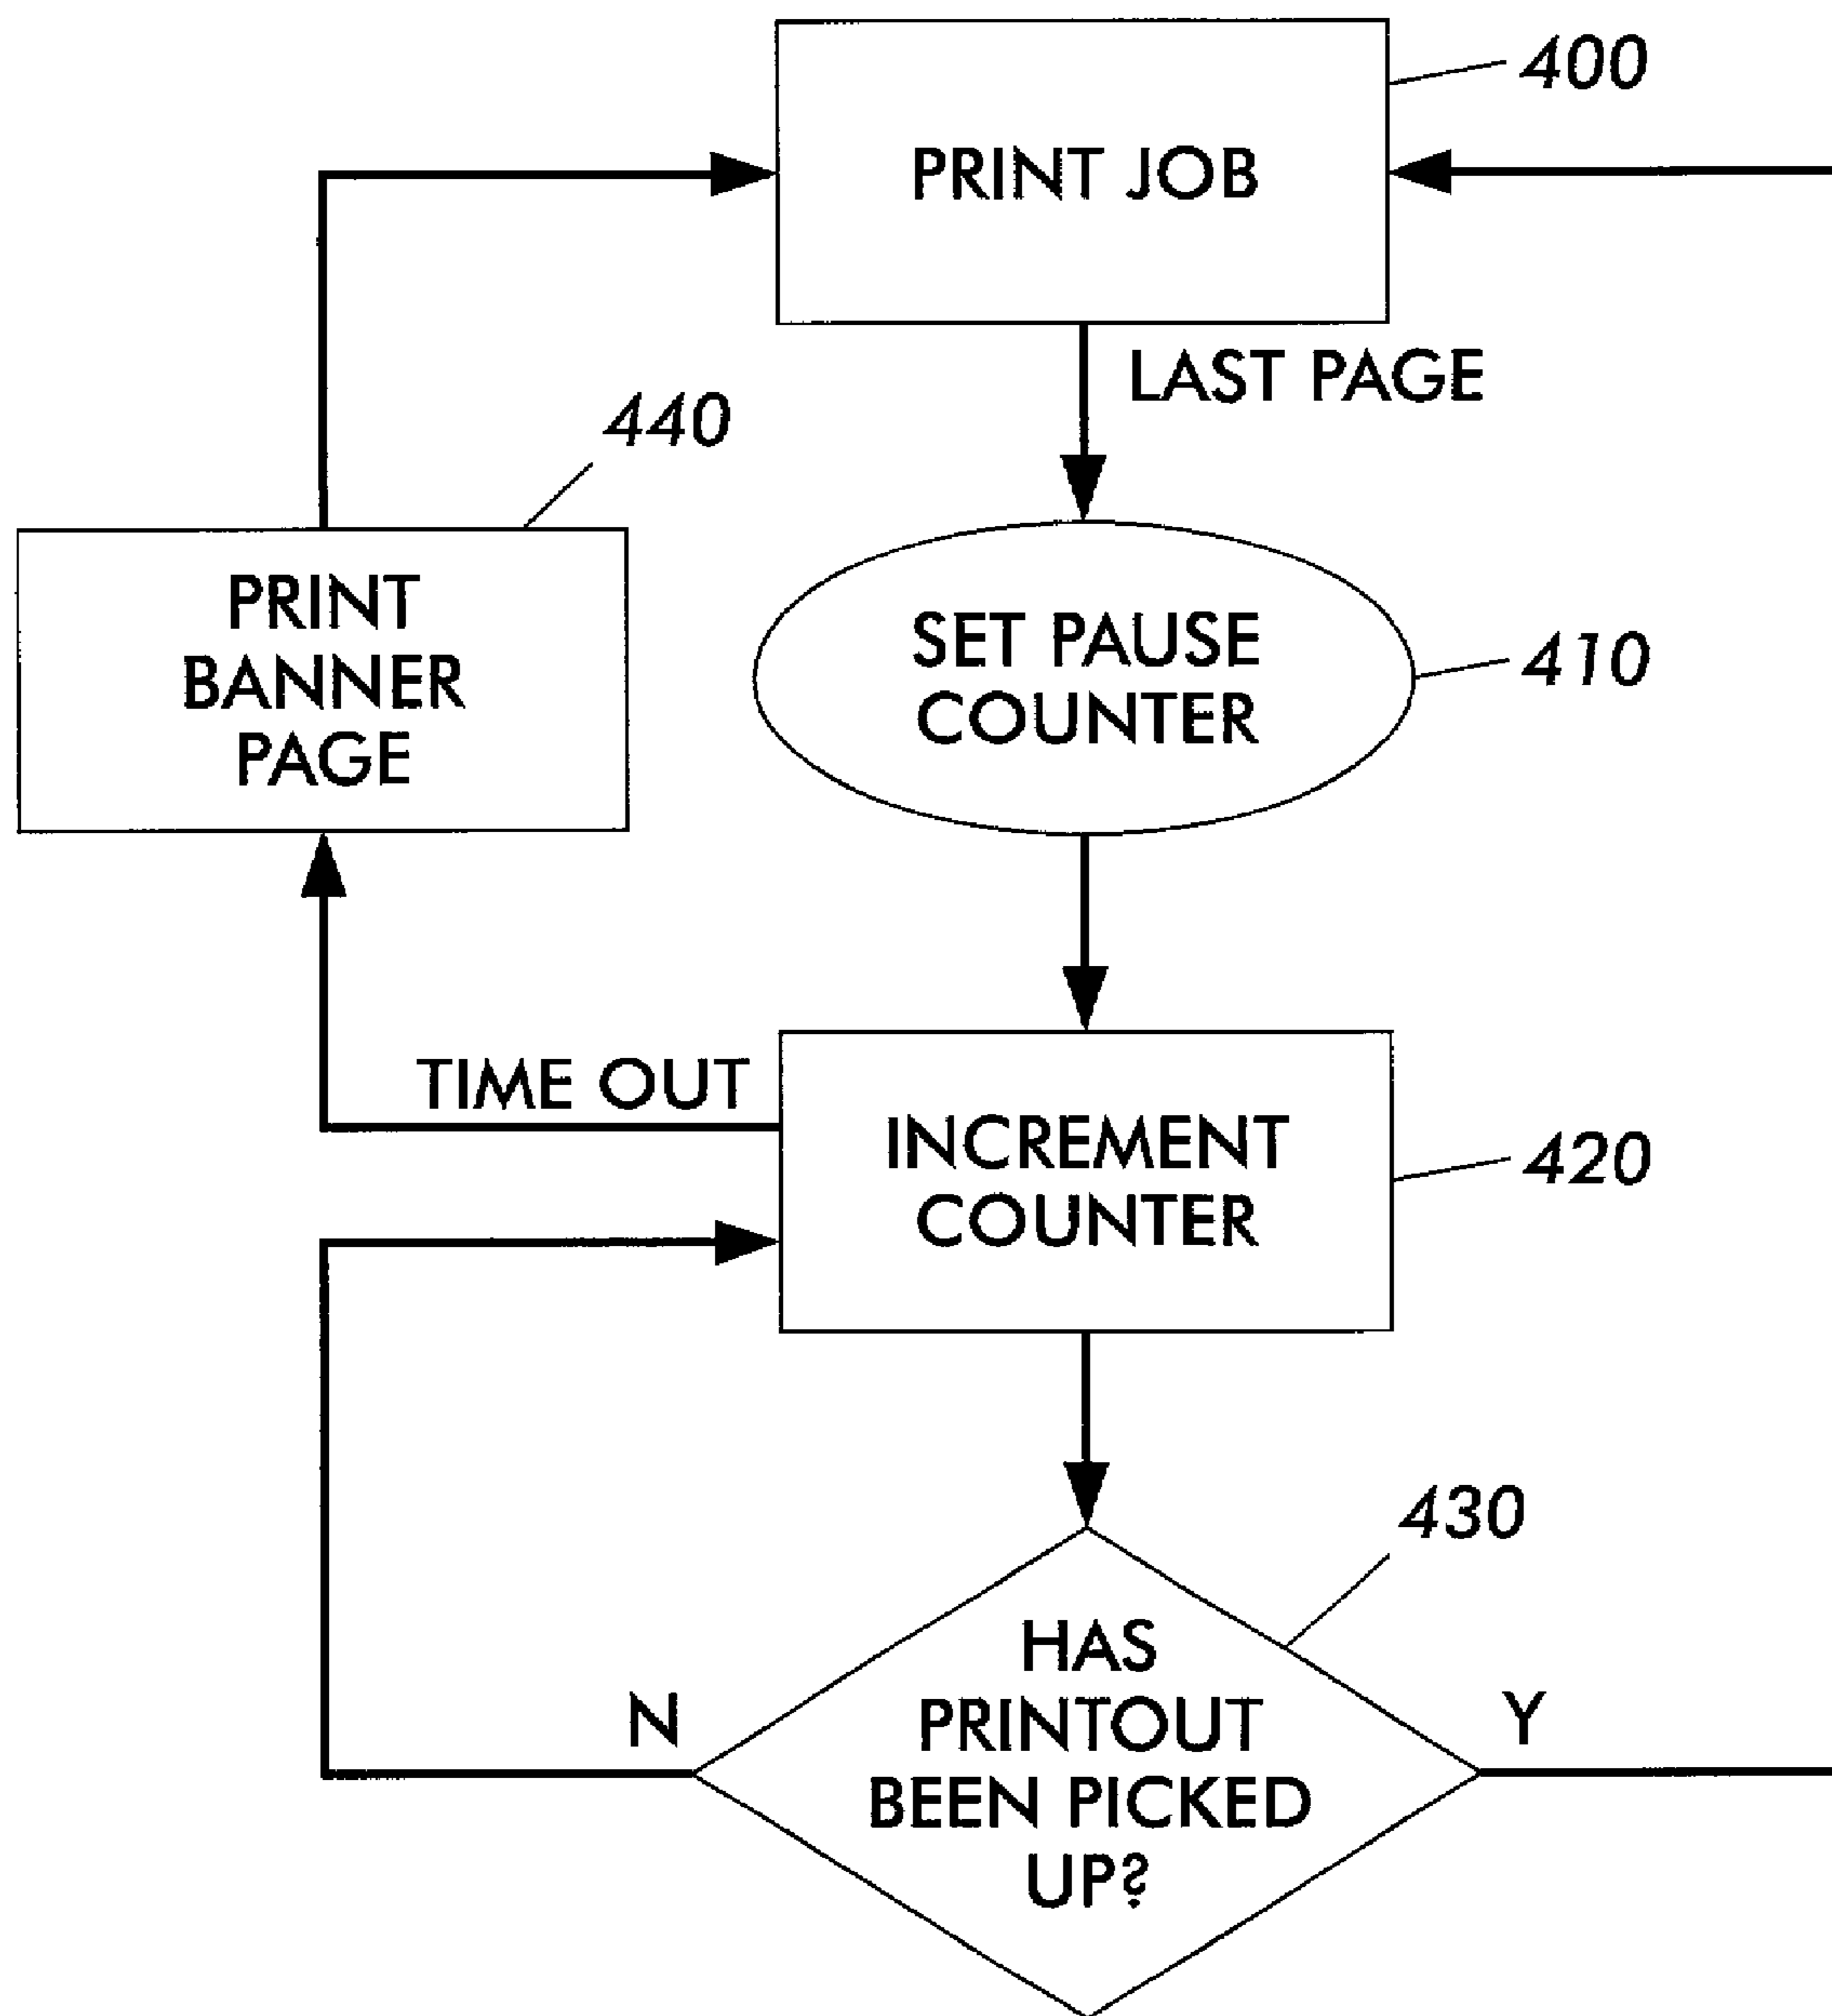 400
PRINT JOB
LAST PAGE
440
PRINT
BANNER
PAGE
SET PAUSE
COUNTER
410
TIME OUT
INCREMENT
COUNTER
420
430
HAS
PRINTOUT
BEEN PICKED
UP?
N
Y